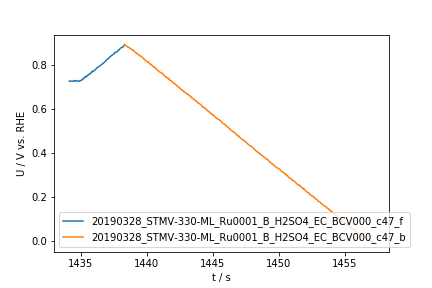 0.8
0.6
0.4
0.2
0.0
U / V vs. RHE
20190328_STMV-330-ML_Ru0001_B_H2SO4_EC_BCV000_c47_f
20190328_STMV-330-ML_Ru0001_B_H2SO4_EC_BCV000_c47_b
1435 1440 1445 1450 1455
t / s